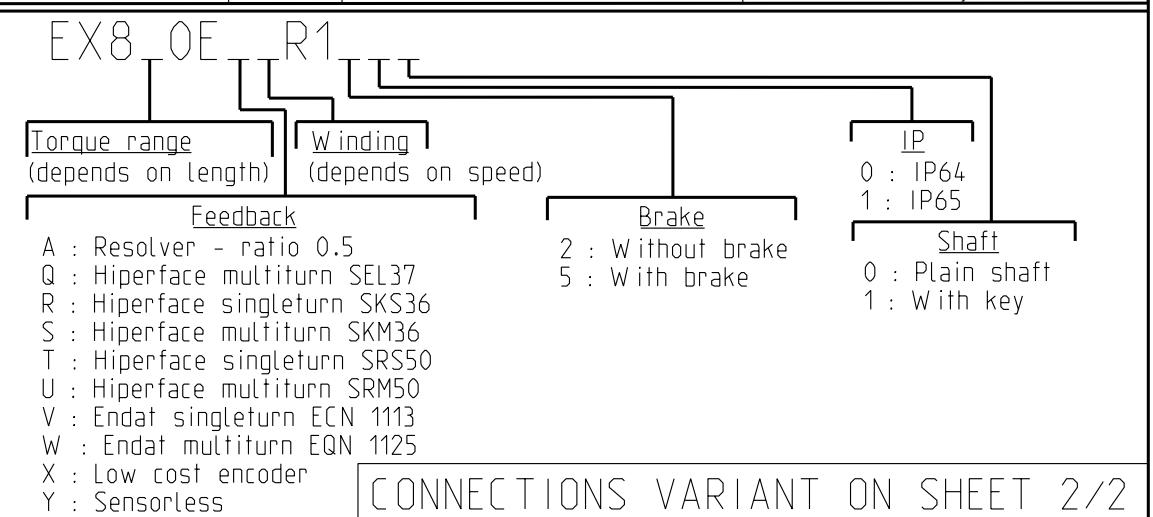 EX8_0E__R1___
Torque range
(depends on length)
Winding
(depends on speed)
IP
0 : IP64
1 : IP65
Feedback
A : Resolver - ratio 0.5
Q : Hiperface multiturn SEL37
R : Hiperface singleturn SKS36
S : Hiperface multiturn SKM36
T : Hiperface singleturn SRS50
U : Hiperface multiturn SRM50
V : Endat singleturn ECN 1113
W : Endat multiturn EQN 1125
X : Low cost encoder
Y : Sensorless
Brake
2 : Without brake
5 : With brake
Shaft
0 : Plain shaft
1 : With key
CONNECTIONS VARIANT ON SHEET 2/2